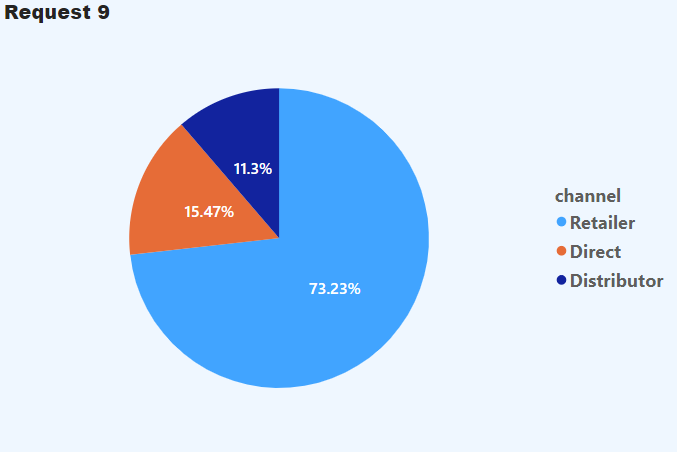 Request 9
11.3%
15.47%
73.23%
channel
Retailer
Direct
Distributor